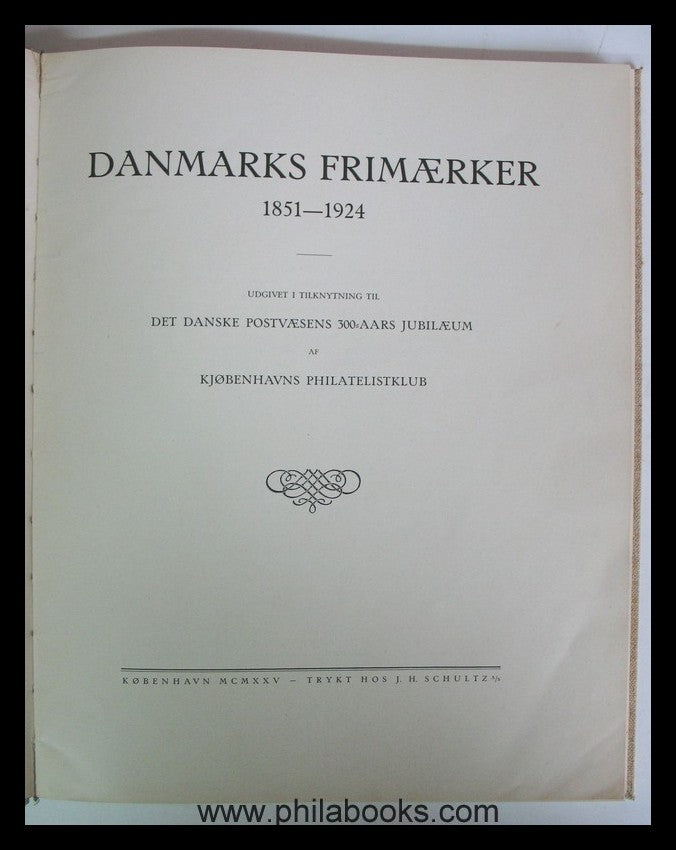 DANMARKS FRIMÆRKER
1851—1924
UDGIVET I TILKNYTNING TIL
DET DANSKE POSTVÆSENS 300=AARS JUBILÆUM
AF
KJØBENHAVNS PHILATELISTKLUB
KØBENHAVN MCMXXV — TRYKT HOS J. H. SCHULTZ A/S
www.philabooks.com